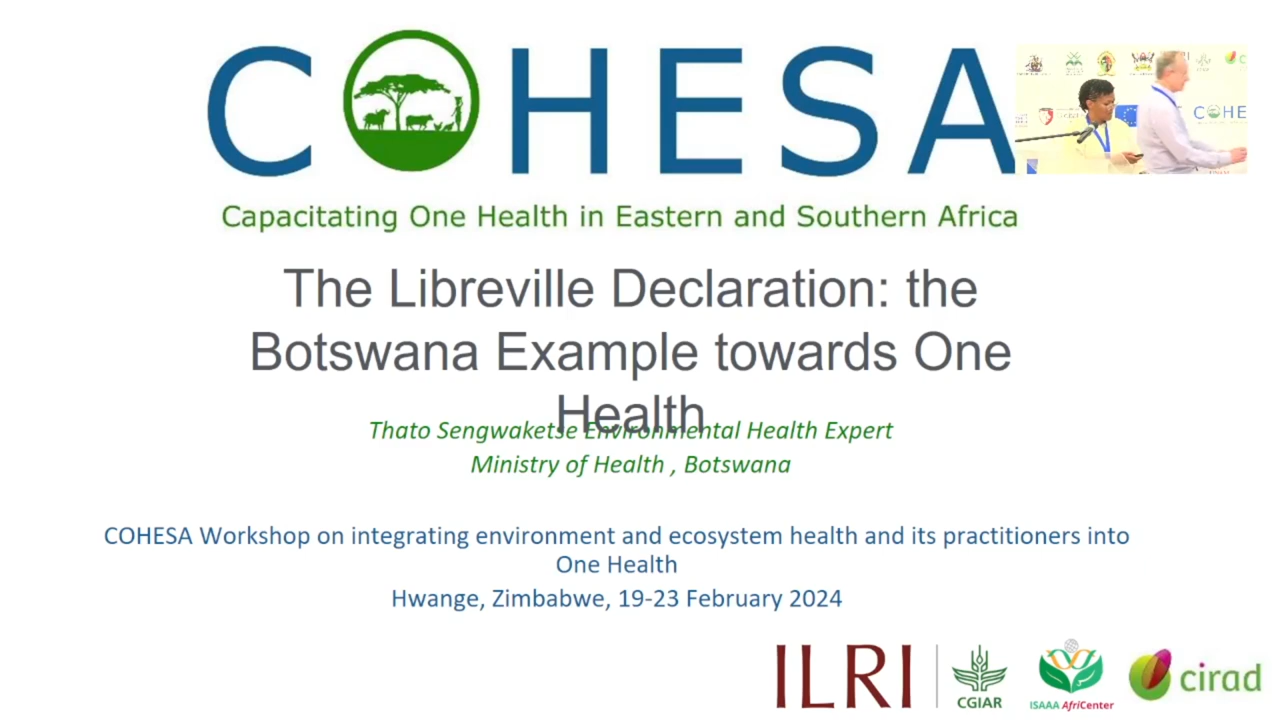 COHESA
Capacitating One Health in Eastern and Southern Africa
The Libreville Declaration: the
Botswana Example towards One
Health
Thato Sengwaketse Environmental Health Expert
Ministry of Health , Botswana
COHESA Workshop on integrating environment and ecosystem health and its practitioners into
One Health
Hwange, Zimbabwe, 19-23 February 2024
ILRI
CGIAR
ISAAA AfriCenter
cirad